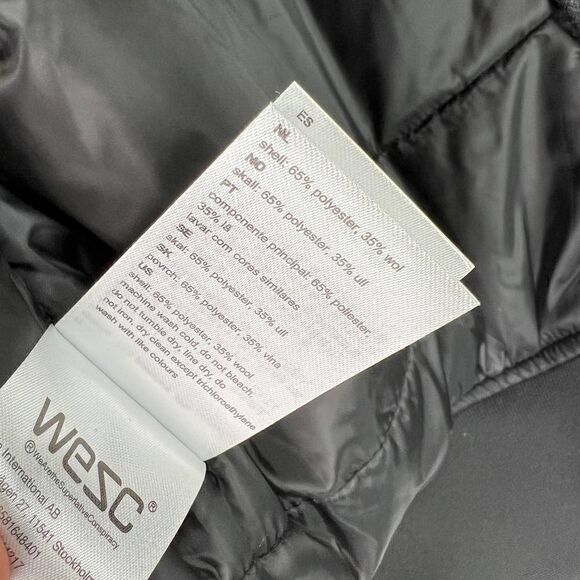 ES
NL
shell: 65% polyester, 35% wol
NO
skall: 65% polyester, 35% ull
PT
componente principal: 65% poliester,
35% lã
lavar com cores similares
SE
skal: 65% polyester, 35% ull
SK
povrch: 65% polyester, 35% vlna
US
shell: 65% polyester, 35% wool
machine wash cold, do not bleach,
do not tumble dry, line dry, do
not iron, dry clean except trichloroethylene
wash with like colours
wesc
®WeAretheSuperlativeConspiracy
International AB
27, 11541 Stockholm